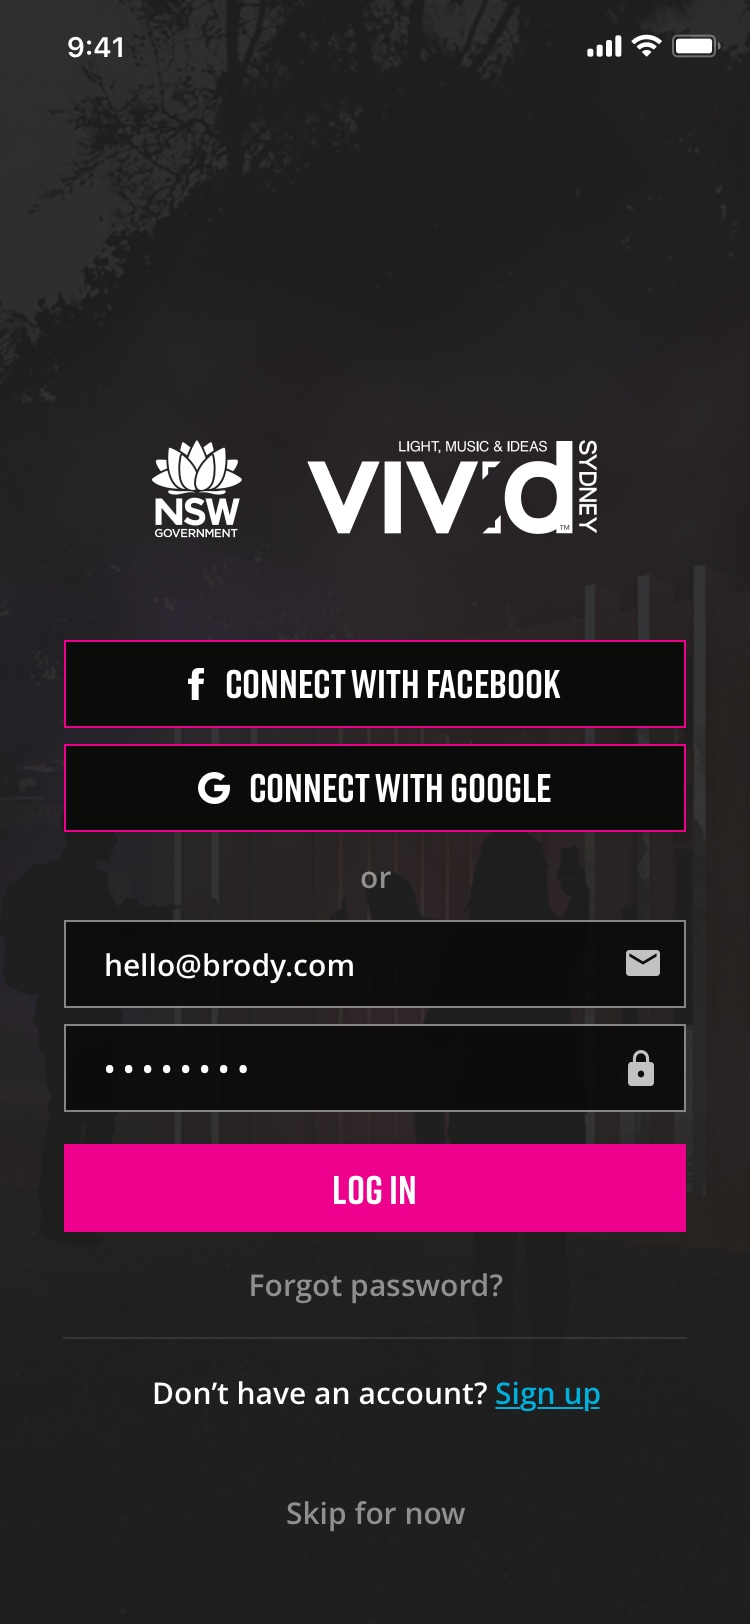 9:41
LIGHT, MUSIC & IDEAS
VIVID
SYDNEY
TM
NSW
GOVERNMENT
f CONNECT WITH FACEBOOK
G CONNECT WITH GOOGLE
or
hello@brody.com
••••••••
LOG IN
Forgot password?
Don’t have an account? Sign up
Skip for now